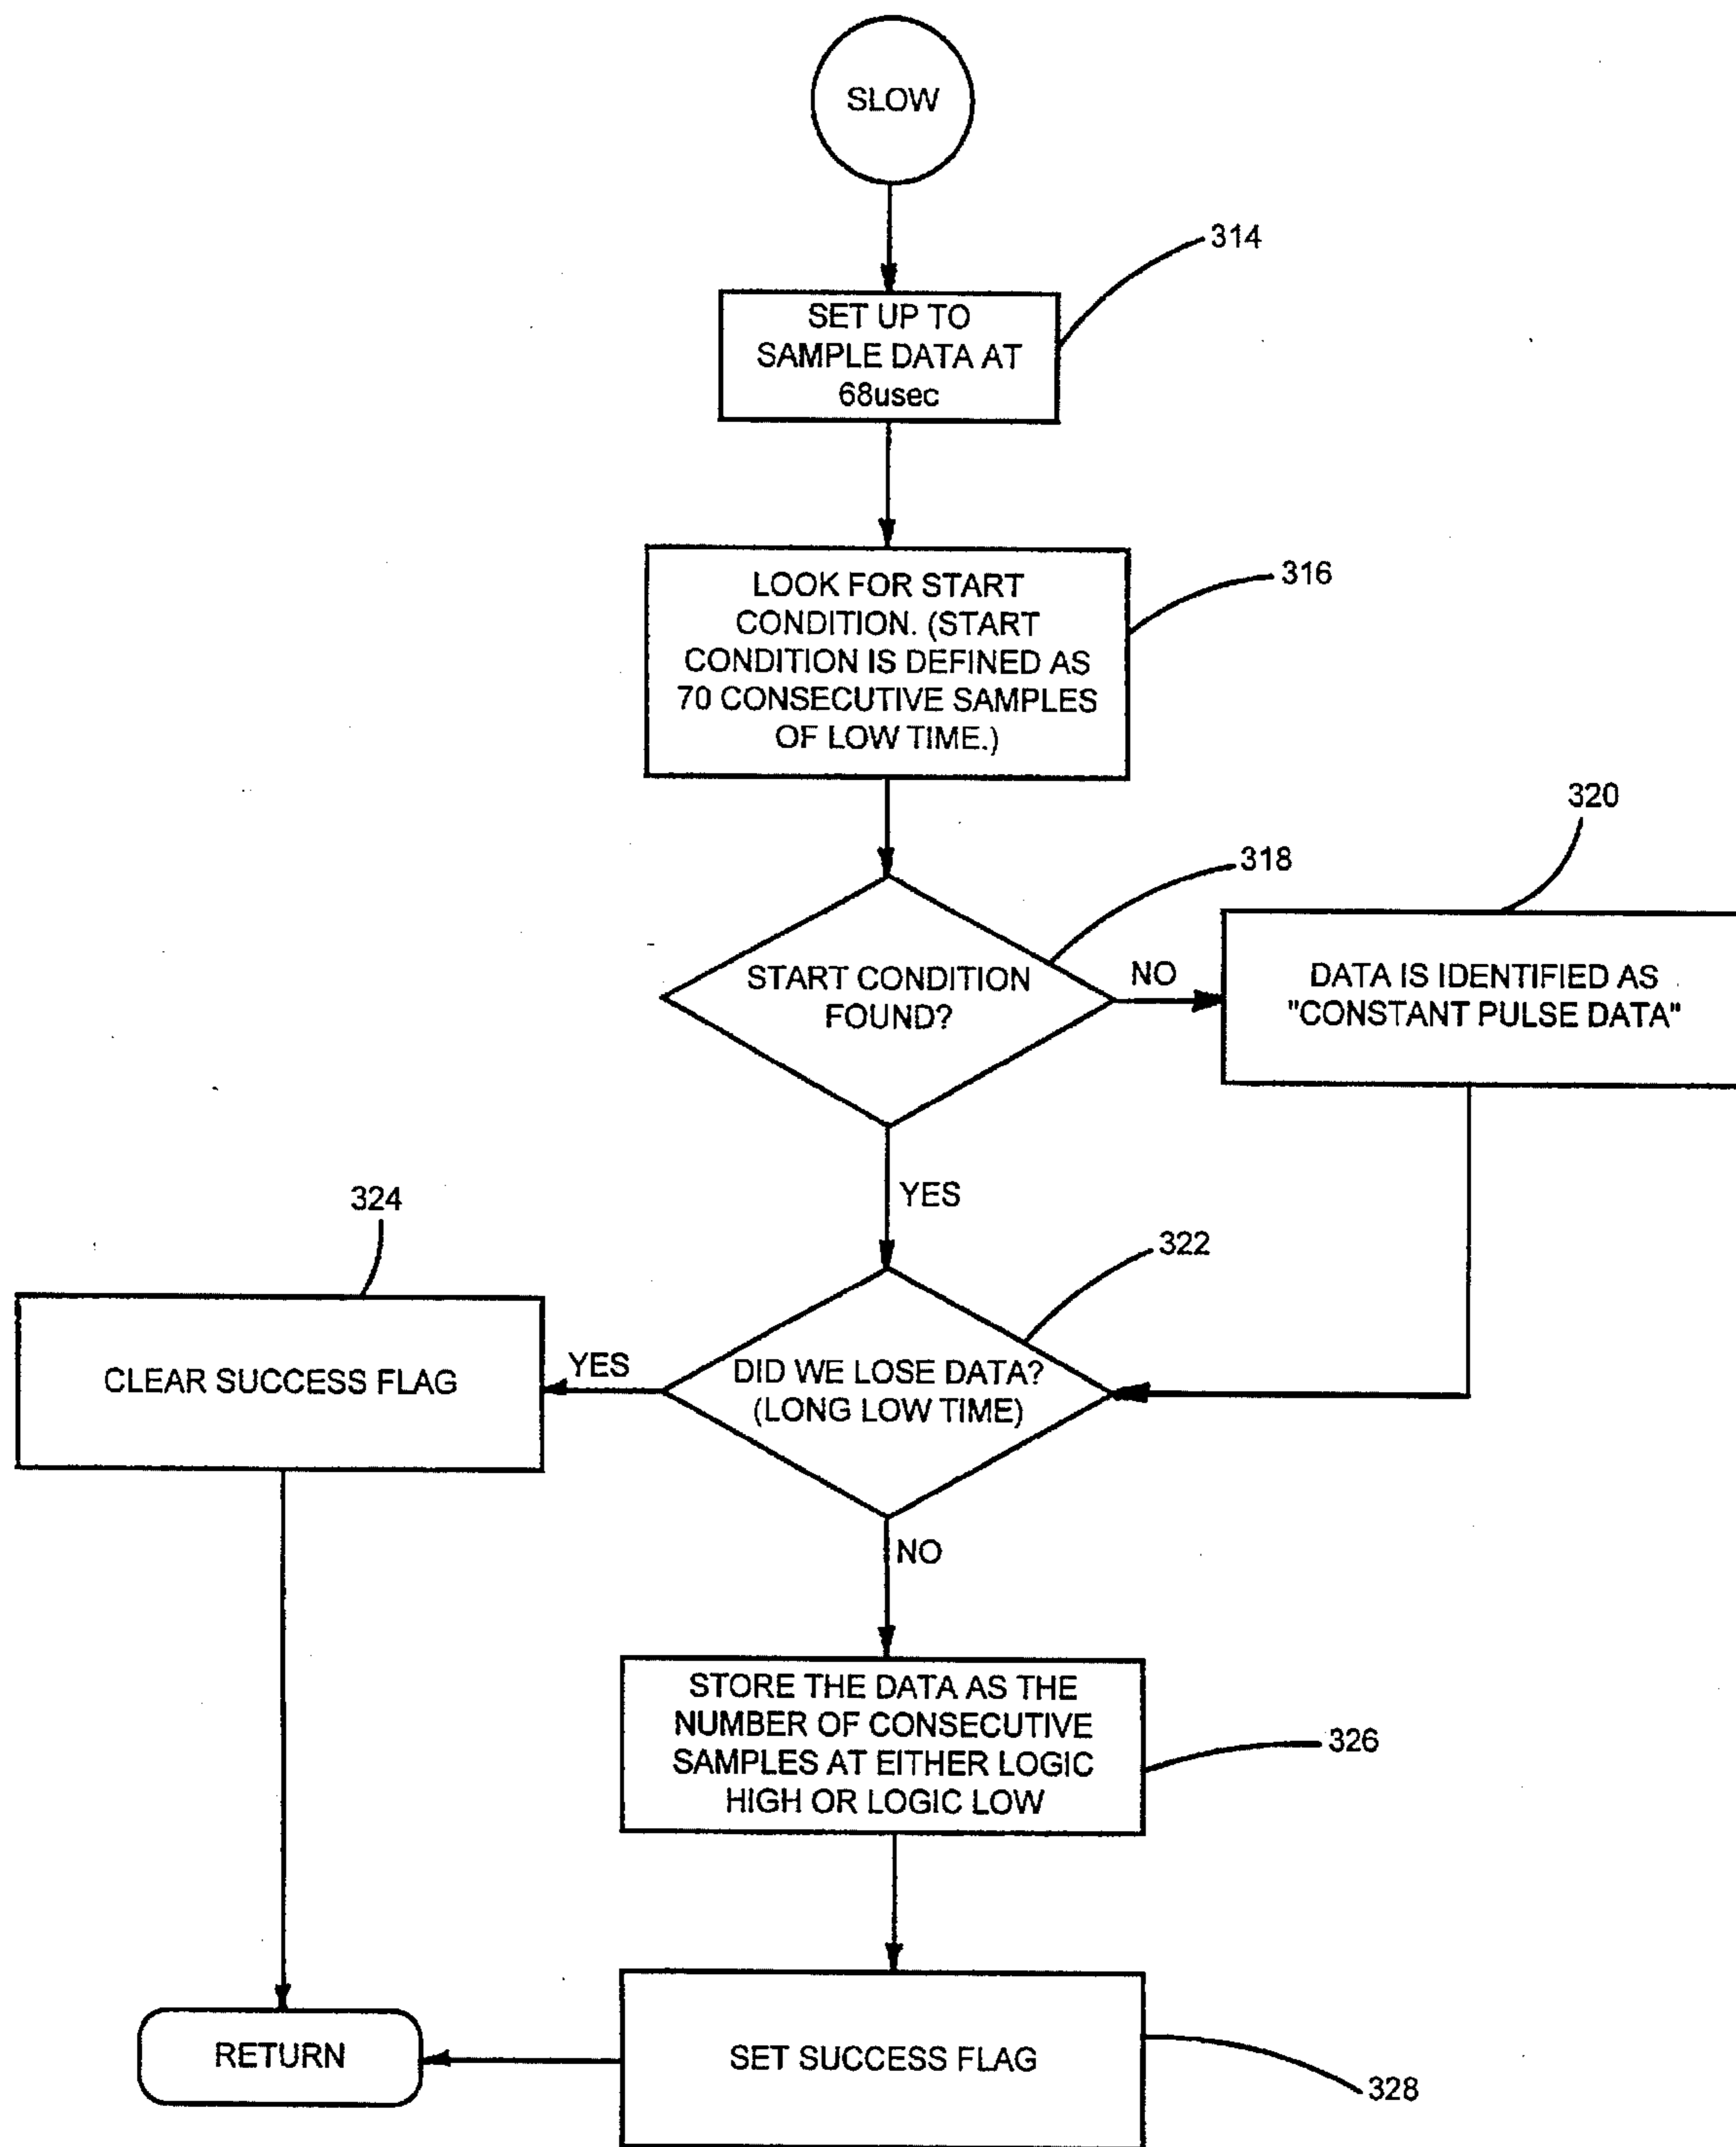 SLOW
314
SET UP TO
SAMPLE DATA AT
68usec
316
LOOK FOR START
CONDITION. (START
CONDITION IS DEFINED AS
70 CONSECUTIVE SAMPLES
OF LOW TIME.)
318
320
START CONDITION
FOUND?
NO
DATA IS IDENTIFIED AS
"CONSTANT PULSE DATA"
YES
324
322
CLEAR SUCCESS FLAG
YES
DID WE LOSE DATA?
(LONG LOW TIME)
NO
STORE THE DATA AS THE
NUMBER OF CONSECUTIVE
SAMPLES AT EITHER LOGIC
HIGH OR LOGIC LOW
326
RETURN
SET SUCCESS FLAG
328